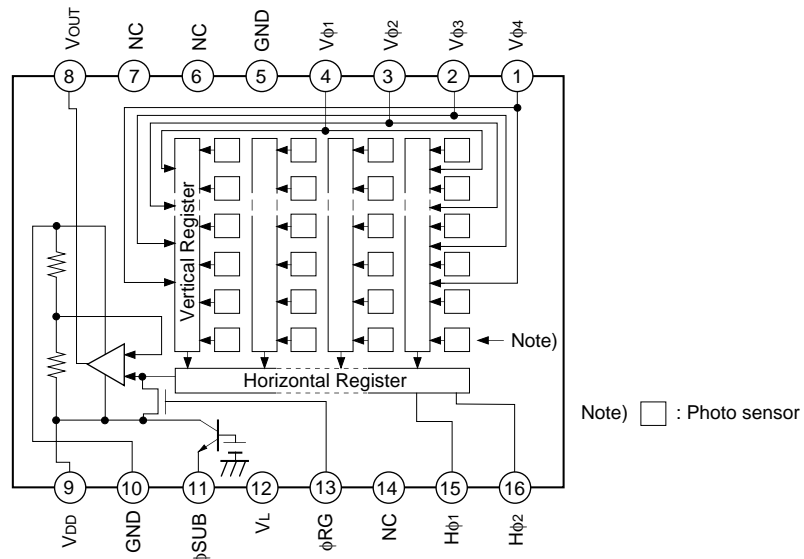 VOUT
NC
NC
GND
Vϕ1
Vϕ2
Vϕ3
Vϕ4
8
7
6
5
4
3
2
1
Vertical Register
Note)
Horizontal Register
Note) : Photo sensor
9
10
11
12
13
14
15
16
VDD
GND
ϕSUB
VL
ϕRG
NC
Hϕ1
Hϕ2